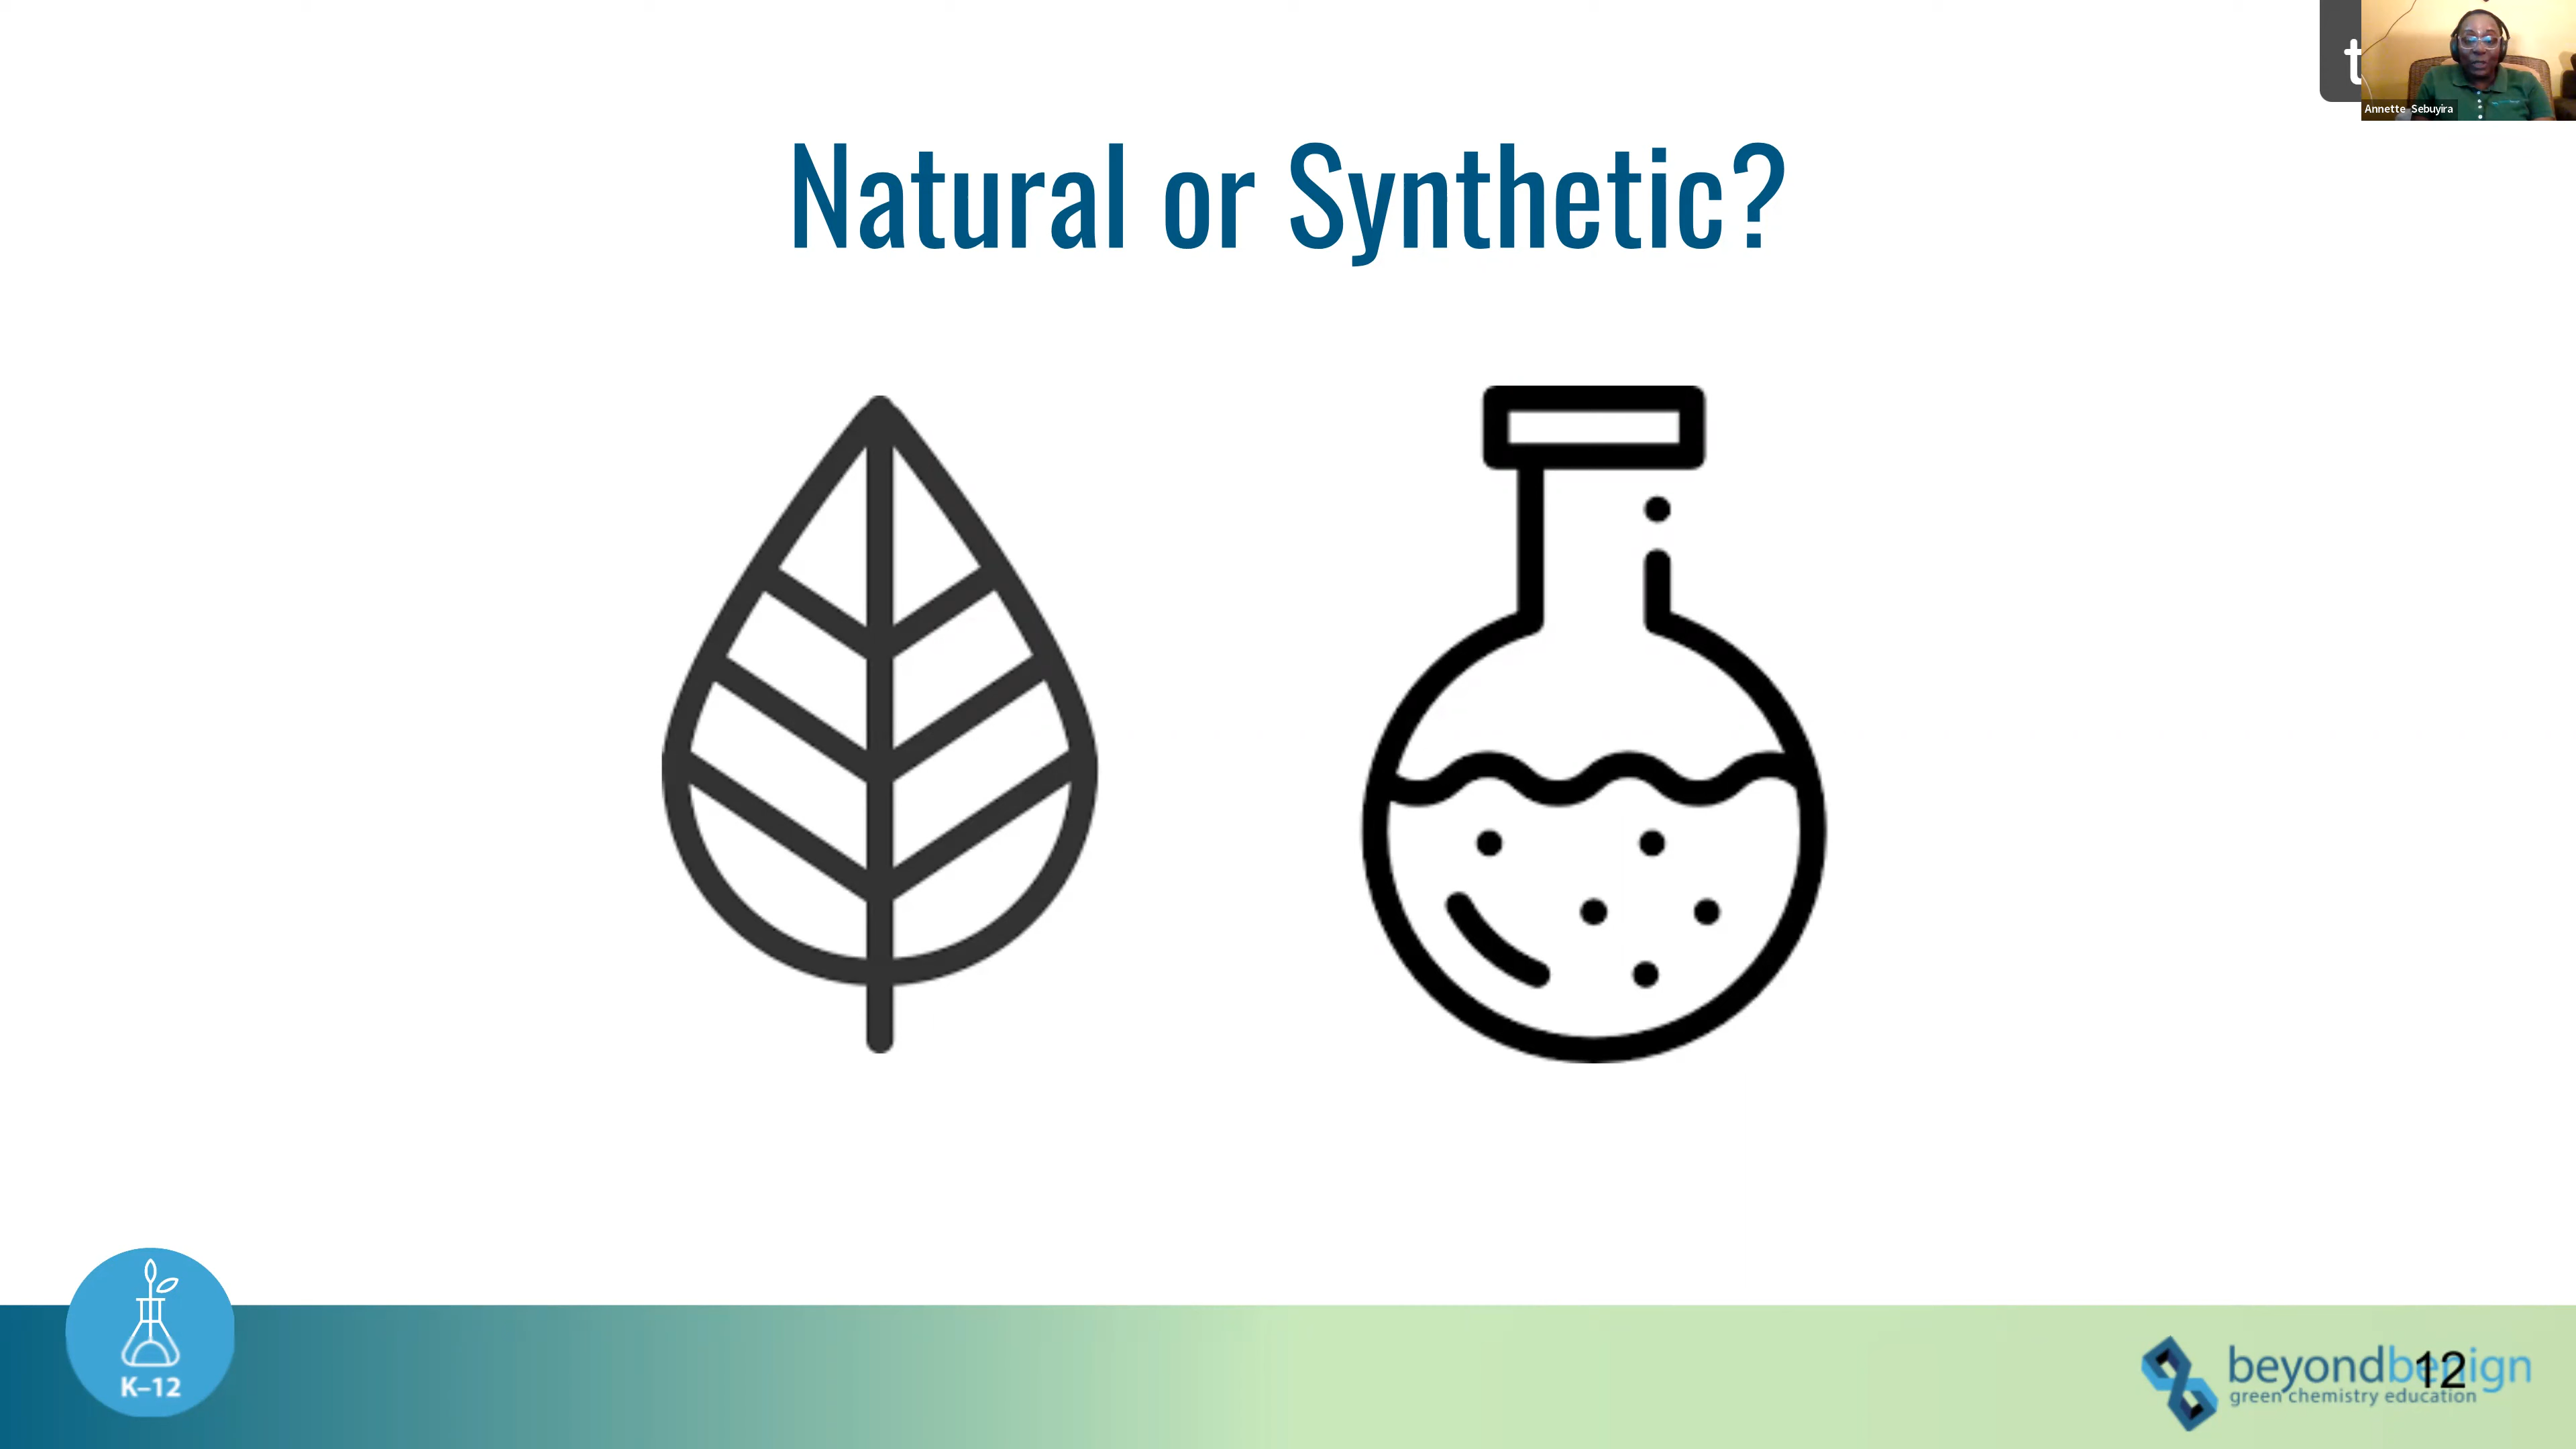 t
Annette Sebuyira
Natural or Synthetic?
K–12
beyondbenign
green chemistry education
12